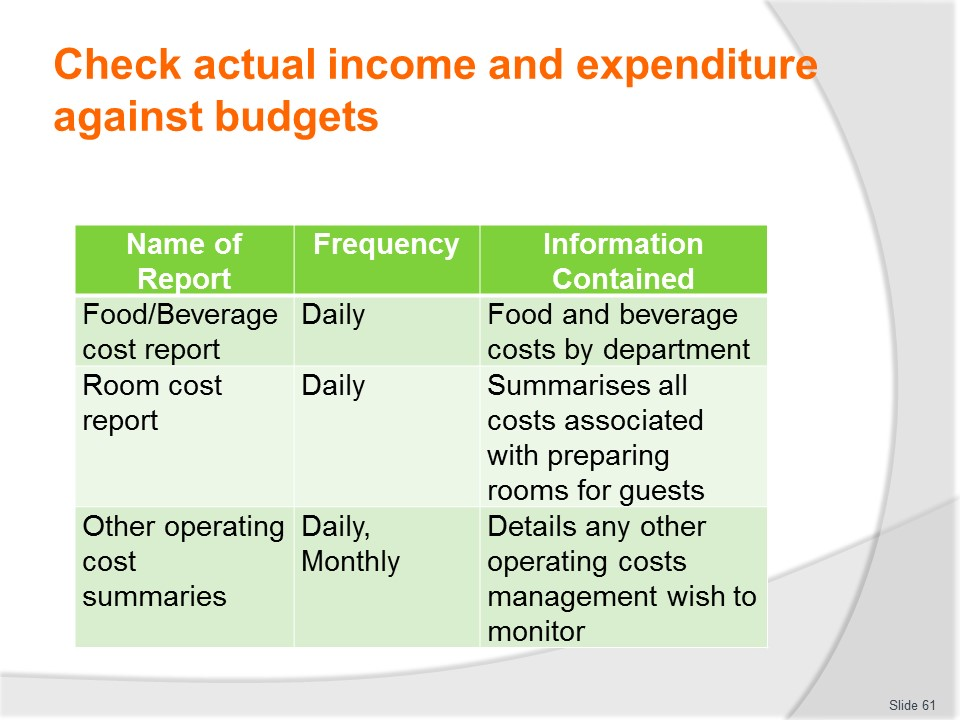 Check actual income and expenditure
against budgets
Name of
Report
Frequency
Information
Contained
Food/Beverage
cost report
Daily
Food and beverage
costs by department
Room cost
report
Daily
Summarises all
costs associated
with preparing
rooms for guests
Other operating
cost
summaries
Daily,
Monthly
Details any other
operating costs
management wish to
monitor
Slide 61